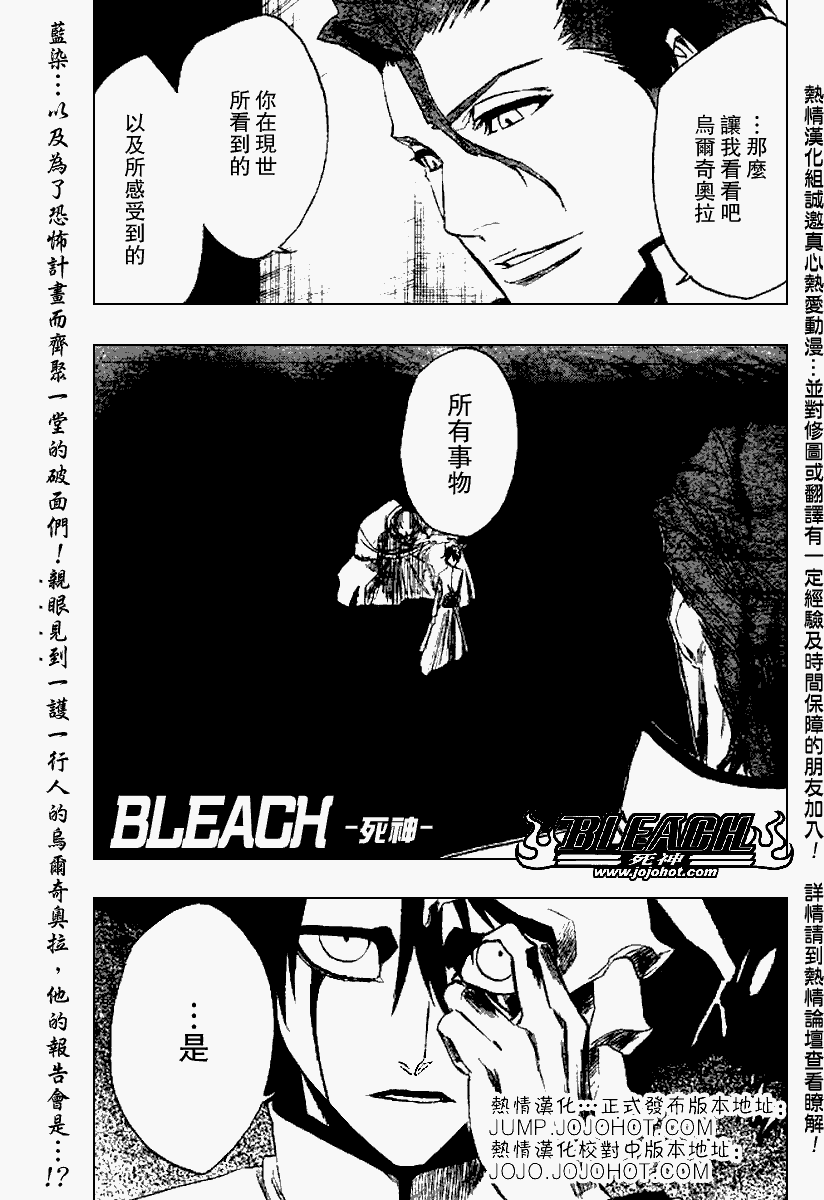 熱情漢化組誠邀真心熱愛動漫…並對修圖或翻譯有一定經驗及時間保障的朋友加入！　詳情請到熱情論壇查看瞭解！
…那麼
讓我看看吧
烏爾奇奧拉
你在現世
所看到的
以及所感受到的
所有事物
BLEACH -死神-
BLEACH
死神
www.jojohot.com
…是
熱情漢化:::正式發布版本地址:
JUMP.JOJOHOT.COM
熱情漢化校對中版本地址:
JOJO.JOJOHOT.COM
藍染…以及為了恐怖計畫而齊聚一堂的破面們！親眼見到一護一行人的烏爾奇奧拉，他的報告會是…!?